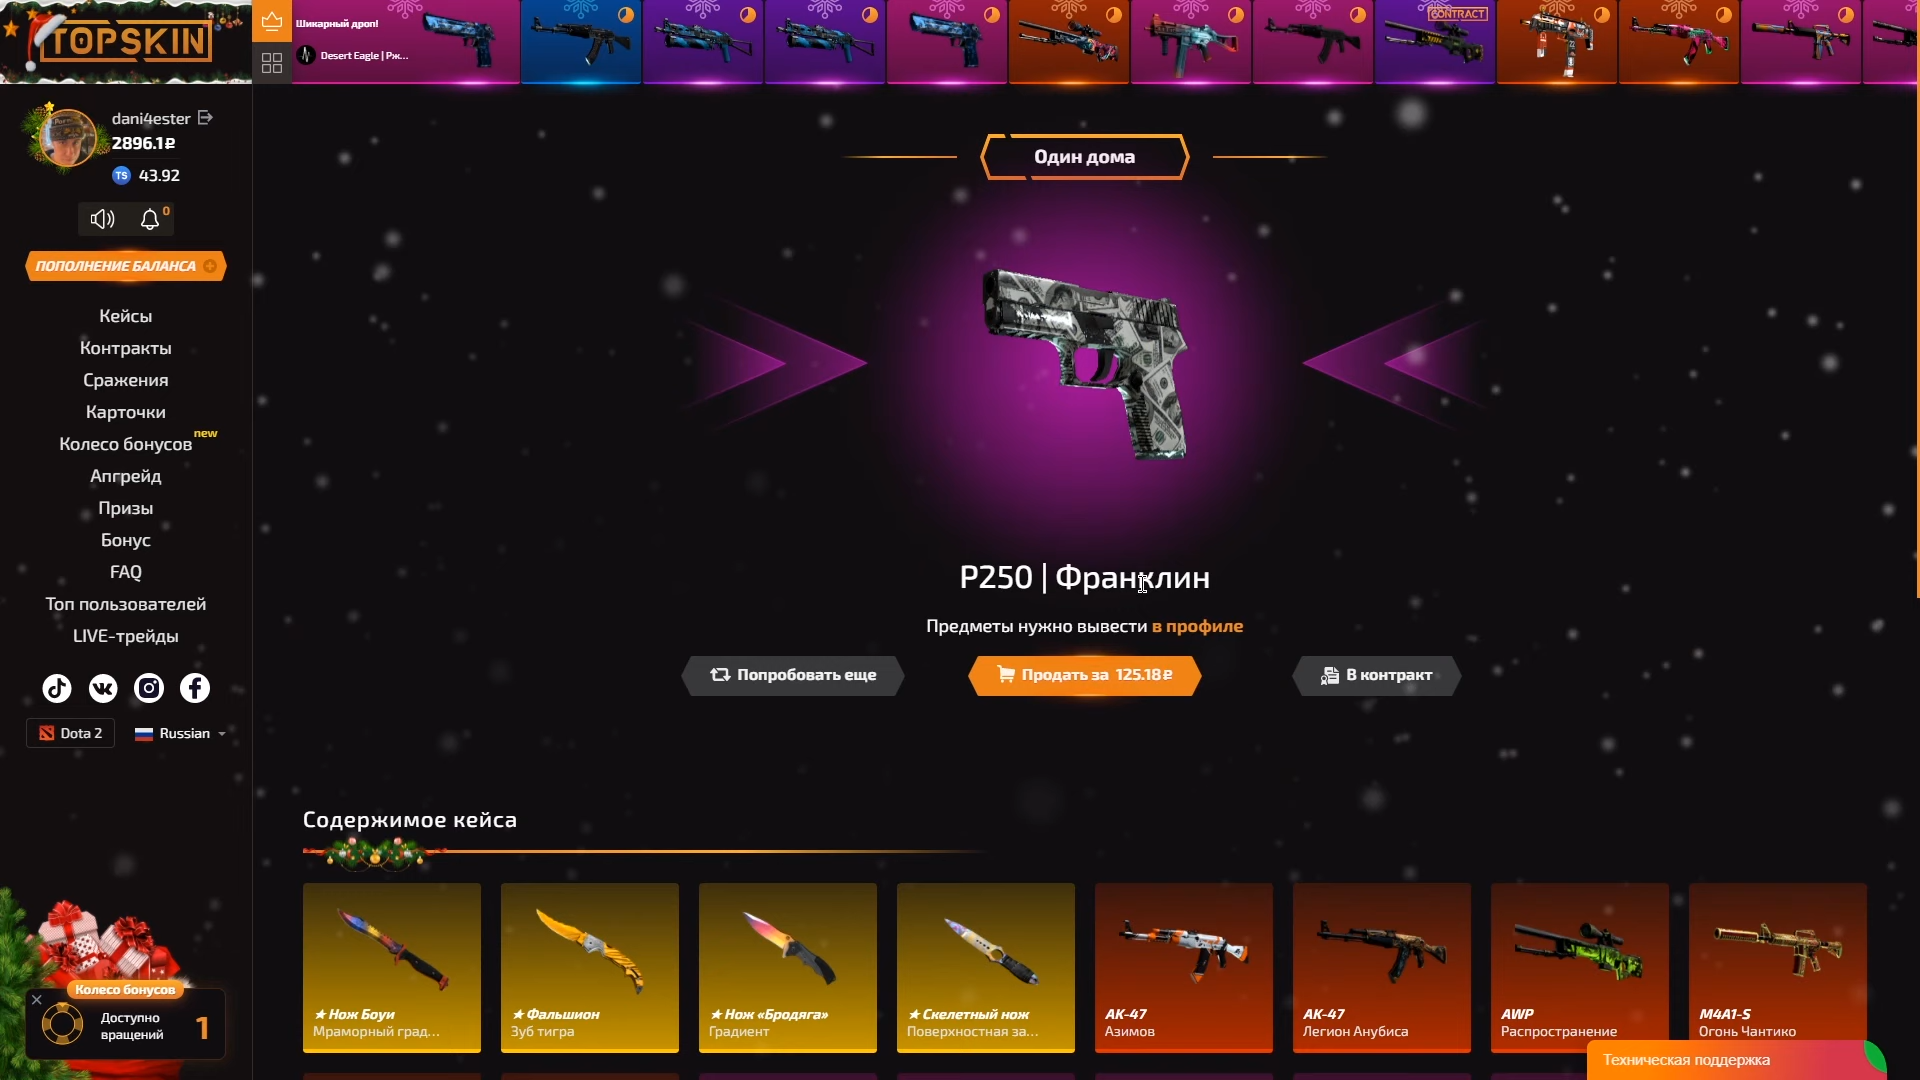 TOPSKIN
Шикарный дроп!
Desert Eagle | Рж...
CONTRACT
dani4ester
2896.1₽
TS 43.92
0
ПОПОЛНЕНИЕ БАЛАНСА
Кейсы
Контракты
Сражения
Карточки
Колесо бонусов new
Апгрейд
Призы
Бонус
FAQ
Топ пользователей
LIVE-трейды
Dota 2
Russian
Колесо бонусов
Доступно
вращений
1
Один дома
P250 | Франклин
Предметы нужно вывести в профиле
Попробовать еще
Продать за 125.18₽
В контракт
Содержимое кейса
★ Нож Боуи
Мраморный град...
★ Фальшион
Зуб тигра
★ Нож «Бродяга»
Градиент
★ Скелетный нож
Поверхностная за...
AK-47
Азимов
AK-47
Легион Анубиса
AWP
Распространение
M4A1-S
Огонь Чантико
Техническая поддержка